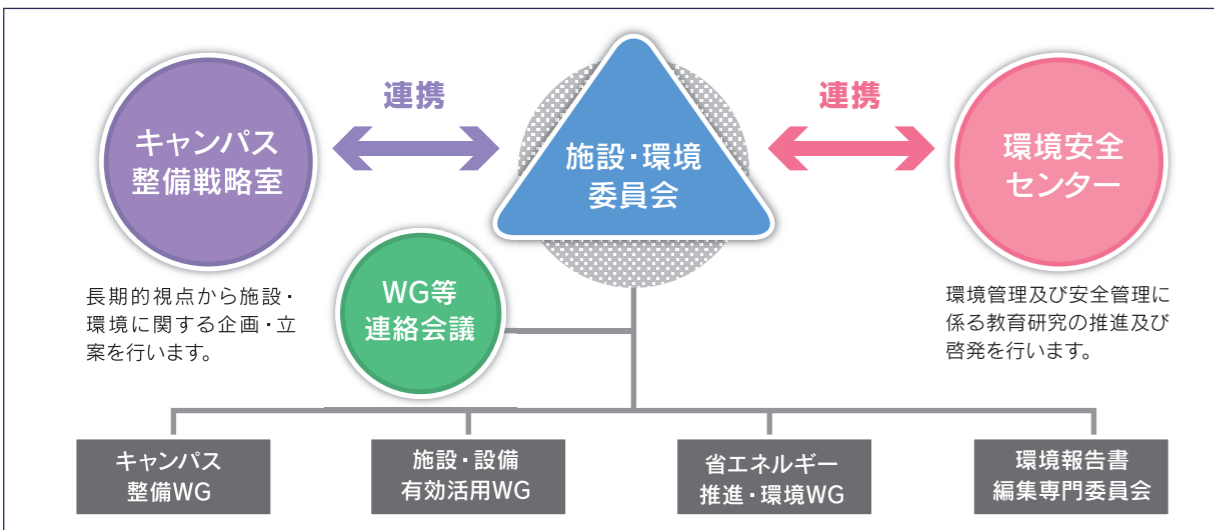 連携
連携
キャンパス
整備戦略室
施設・環境
委員会
環境安全
センター
長期的視点から施設・
環境に関する企画・立
案を行います。
WG等
連絡会議
環境管理及び安全管理に
係る教育研究の推進及び
啓発を行います。
キャンパス
整備WG
施設・設備
有効活用WG
省エネルギー
推進・環境WG
環境報告書
編集専門委員会